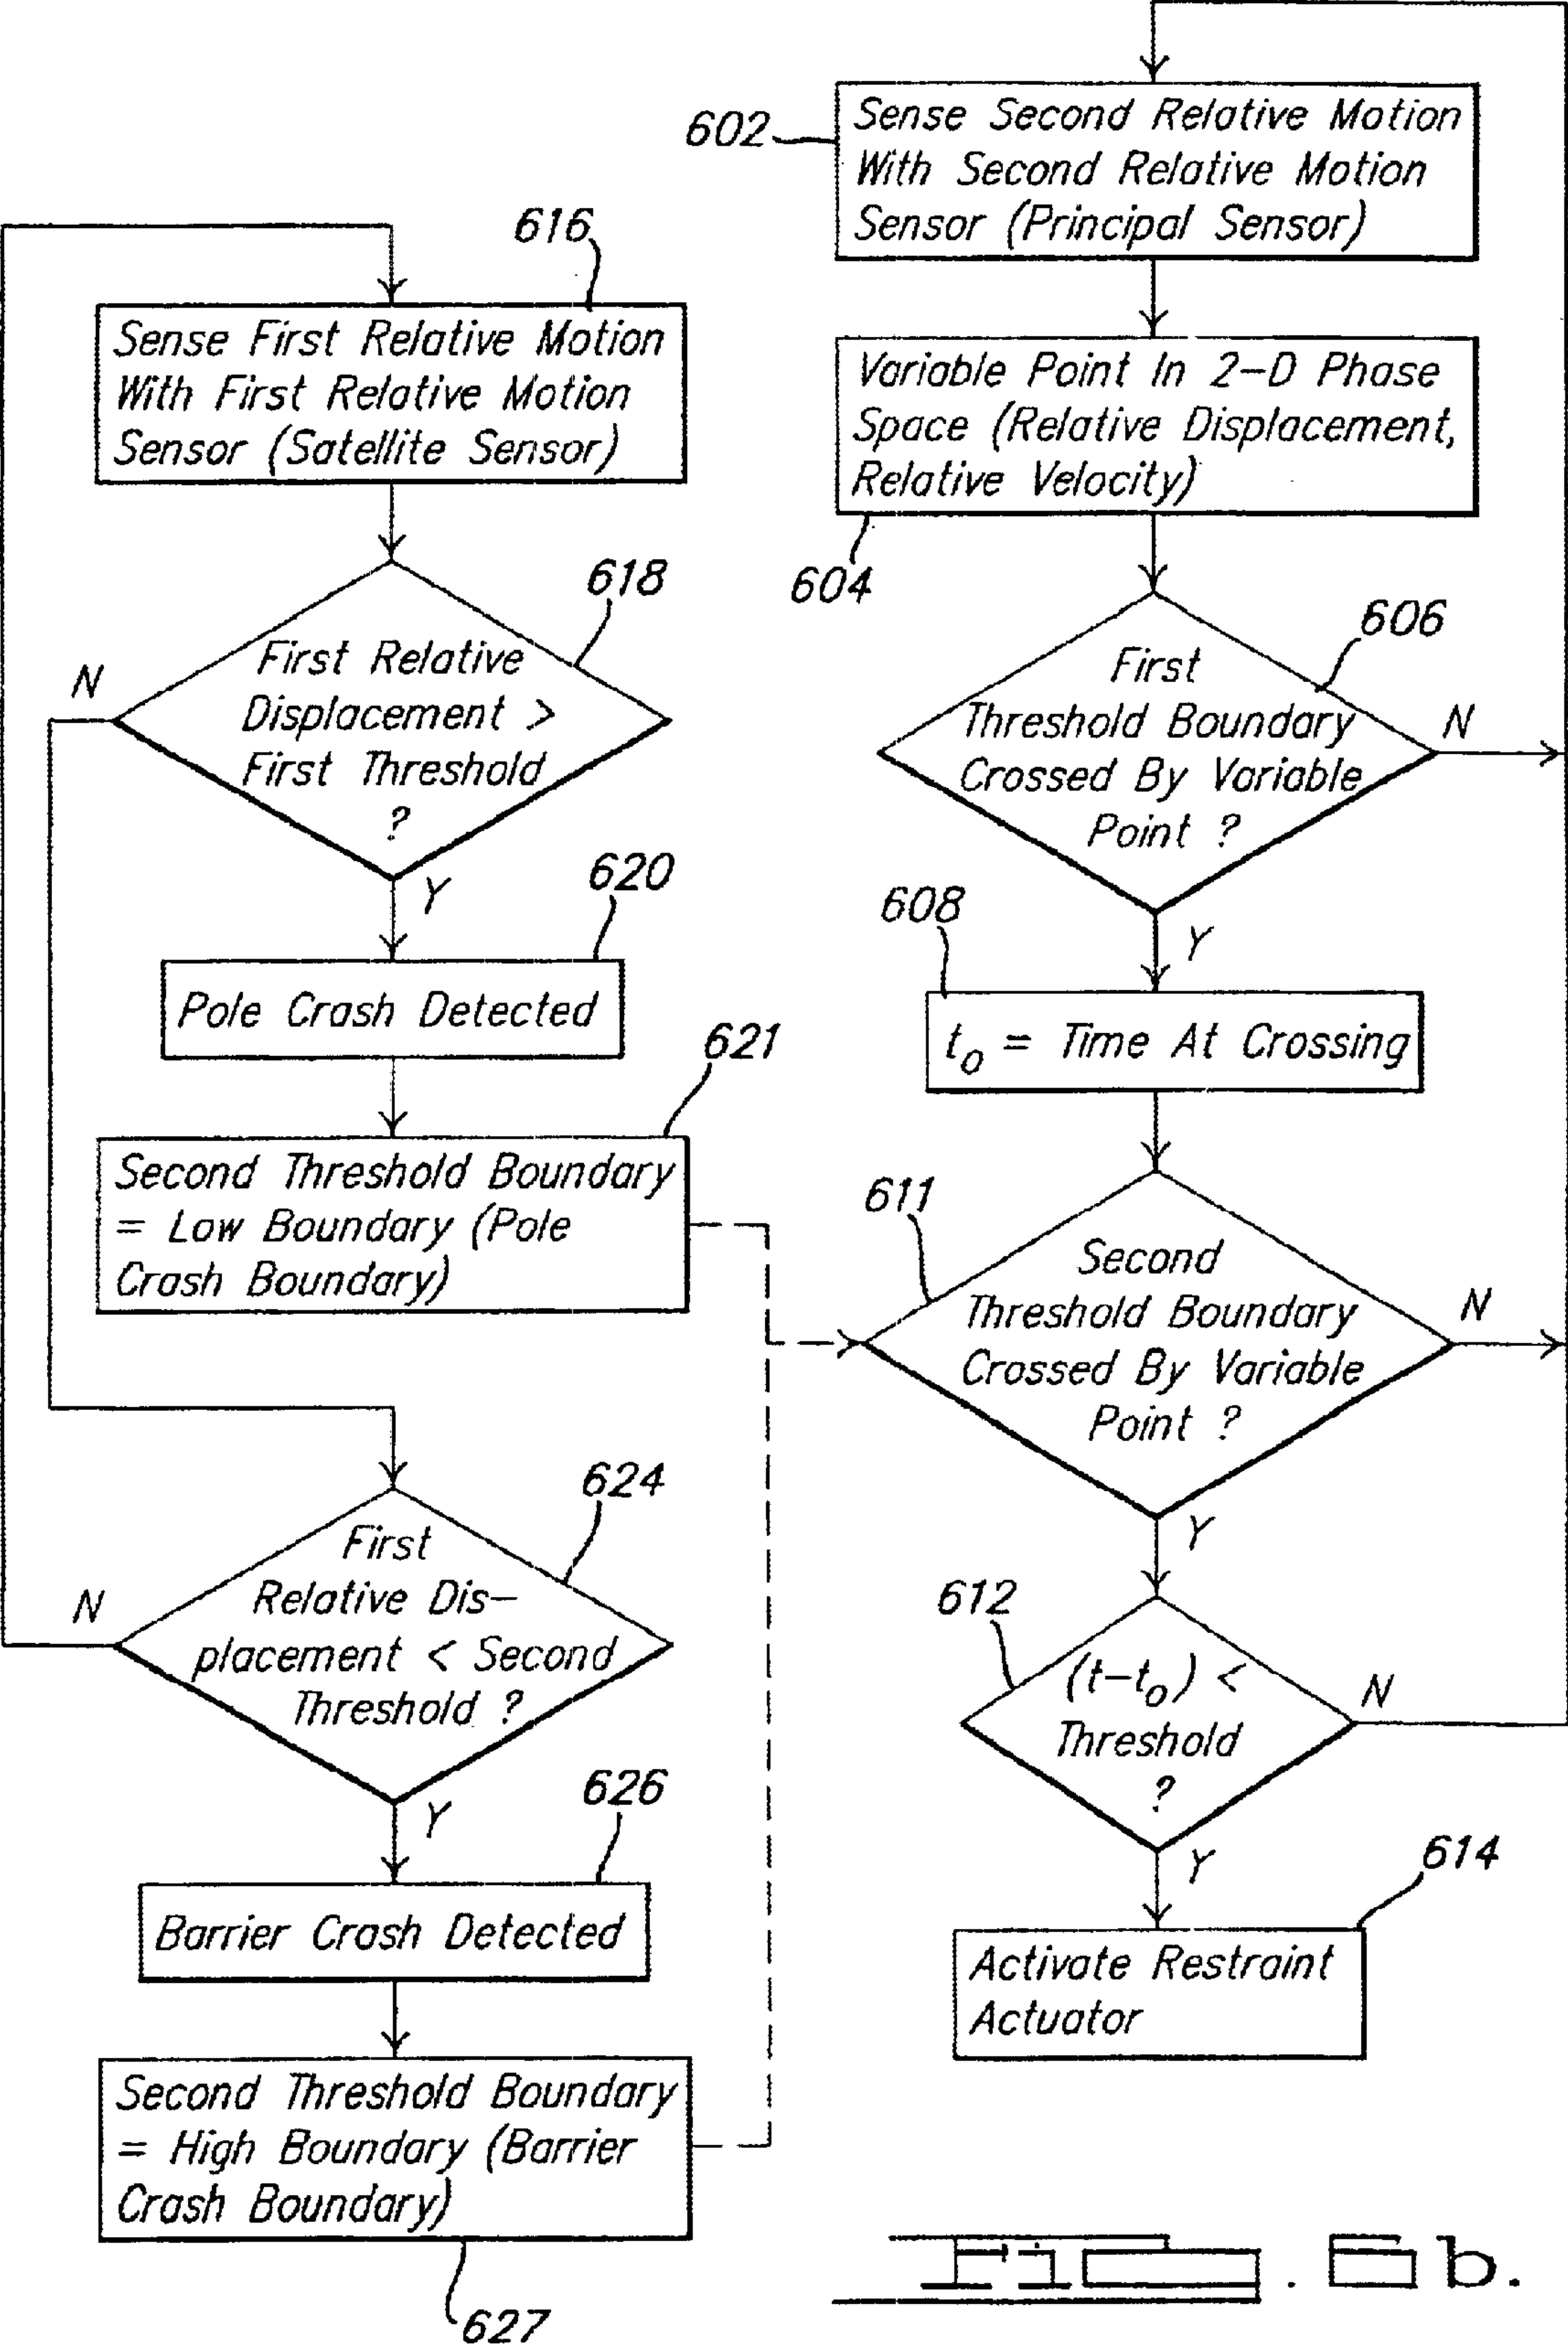 602
Sense Second Relative Motion
With Second Relative Motion
Sensor (Principal Sensor)
616
Sense First Relative Motion
With First Relative Motion
Sensor (Satellite Sensor)
Variable Point In 2-D Phase
Space (Relative Displacement,
Relative Velocity)
604
618
First Relative
Displacement >
First Threshold
?
N
Y
606
First
Threshold Boundary
Crossed By Variable
Point ?
N
Y
620
Pole Crash Detected
608
to = Time At Crossing
621
Second Threshold Boundary
= Low Boundary (Pole
Crash Boundary)
611
Second
Threshold Boundary
Crossed By Variable
Point ?
N
Y
624
First
Relative Dis-
placement < Second
Threshold ?
N
Y
612
(t-to) <
Threshold
?
N
Y
626
Barrier Crash Detected
614
Activate Restraint
Actuator
Second Threshold Boundary
= High Boundary (Barrier
Crash Boundary)
627
FIG. 6b.